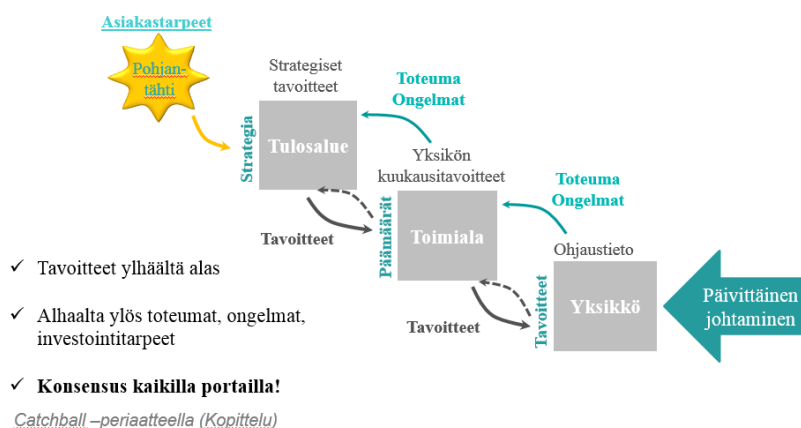 Asiakastarpeet
Pohjan-
tähti
Strategiset
tavoitteet
Toteuma
Ongelmat
Strategia
Tulosalue
Yksikön
kuukausitavoitteet
Toteuma
Ongelmat
Tavoitteet
Päämäärät
Toimiala
Ohjaustieto
Tavoitteet
Tavoitteet
Yksikkö
Päivittäinen
johtaminen
✓ Tavoitteet ylhäältä alas
✓ Alhaalta ylös toteumat, ongelmat,
investointitarpeet
✓ Konsensus kaikilla portailla!
Catchball –periaatteella (Kopittelu)